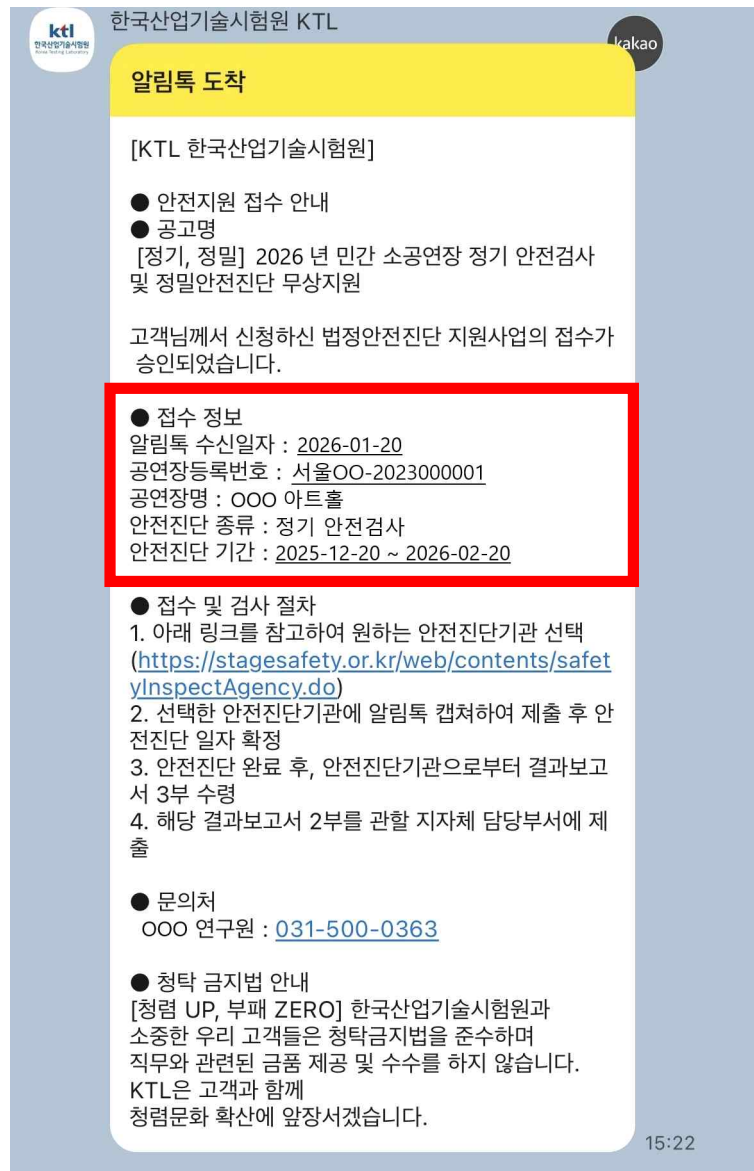 ktl
한국산업기술시험원
Korea Testing Laboratory
한국산업기술시험원 KTL
kakao
알림톡 도착
[KTL 한국산업기술시험원]
● 안전지원 접수 안내
● 공고명
[정기, 정밀] 2026 년 민간 소공연장 정기 안전검사
및 정밀안전진단 무상지원
고객님께서 신청하신 법정안전진단 지원사업의 접수가
승인되었습니다.
● 접수 정보
알림톡 수신일자 : 2026-01-20
공연장등록번호 : 서울OO-2023000001
공연장명 : OOO 아트홀
안전진단 종류 : 정기 안전검사
안전진단 기간 : 2025-12-20 ~ 2026-02-20
● 접수 및 검사 절차
1. 아래 링크를 참고하여 원하는 안전진단기관 선택
(https://stagesafety.or.kr/web/contents/safet
yInspectAgency.do)
2. 선택한 안전진단기관에 알림톡 캡쳐하여 제출 후 안
전진단 일자 확정
3. 안전진단 완료 후, 안전진단기관으로부터 결과보고
서 3부 수령
4. 해당 결과보고서 2부를 관할 지자체 담당부서에 제
출
● 문의처
OOO 연구원 : 031-500-0363
● 청탁 금지법 안내
[청렴 UP, 부패 ZERO] 한국산업기술시험원과
소중한 우리 고객들은 청탁금지법을 준수하며
직무와 관련된 금품 제공 및 수수를 하지 않습니다.
KTL은 고객과 함께
청렴문화 확산에 앞장서겠습니다.
15:22